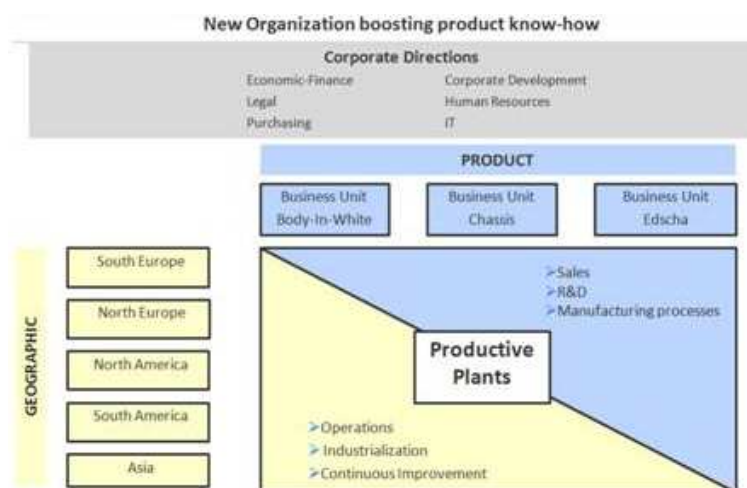 New Organization boosting product know-how
Corporate Directions
Economic-Finance
Corporate Development
Legal
Human Resources
Purchasing
IT
PRODUCT
Business Unit
Body-In-White
Business Unit
Chassis
Business Unit
Edscha
GEOGRAPHIC
South Europe
North Europe
North America
South America
Asia
➢Sales
➢R&D
➢Manufacturing processes
Productive
Plants
➢Operations
➢Industrialization
➢Continuous Improvement